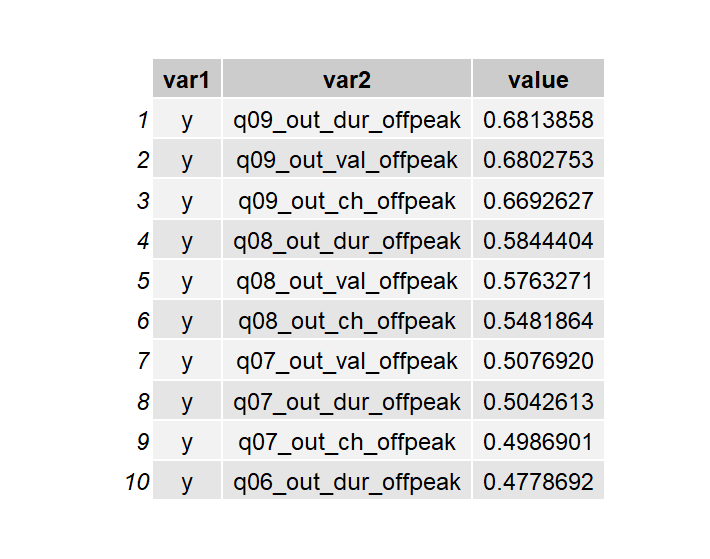 var1 var2 value
1 y q09_out_dur_offpeak 0.6813858
2 y q09_out_val_offpeak 0.6802753
3 y q09_out_ch_offpeak 0.6692627
4 y q08_out_dur_offpeak 0.5844404
5 y q08_out_val_offpeak 0.5763271
6 y q08_out_ch_offpeak 0.5481864
7 y q07_out_val_offpeak 0.5076920
8 y q07_out_dur_offpeak 0.5042613
9 y q07_out_ch_offpeak 0.4986901
10 y q06_out_dur_offpeak 0.4778692